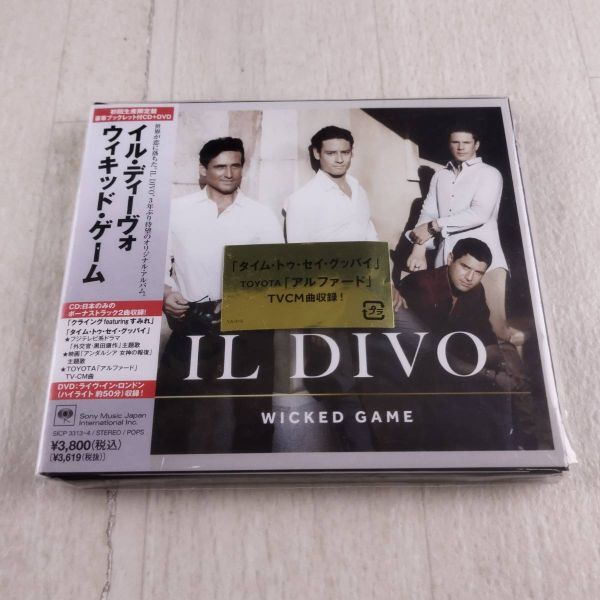 初回生産限定盤
豪華ブックレット付CD+DVD
イル・ディーヴォ
ウィキッド・ゲーム
世界が恋に落ちた“IL DIVO”、3年ぶり待望のオリジナル・アルバム。
CD:日本のみの
ボーナストラック2曲収録!
「クライング featuring すみれ」
「タイム・トゥ・セイ・グッバイ」
★フジテレビ系ドラマ
「外交官・黒田康作」主題歌
★映画「アンダルシア 女神の報復」
主題歌
★TOYOTA「アルファード」
TV-CM曲
DVD:ライヴ・イン・ロンドン
(ハイライト 約50分)収録!
Sony Music Japan
International Inc.
SICP 3313~4 / STEREO / POPS
¥3,800(税込)
[¥3,619(税抜)]
「タイム・トゥ・セイ・グッバイ」
TOYOTA「アルファード」
TVCM曲収録!
IL DIVO
WICKED GAME